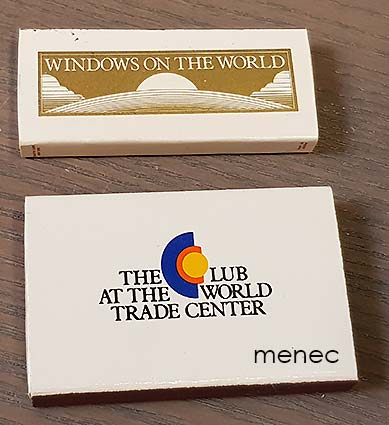 WINDOWS ON THE WORLD
THE CLUB
AT THE WORLD
TRADE CENTER
menec